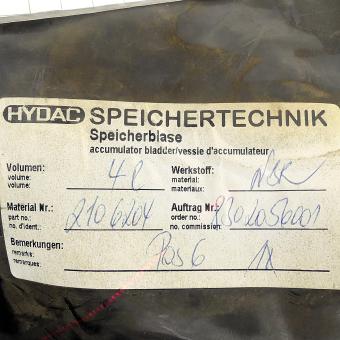 HYDAC SPEICHERTECHNIK
Speicherblase
accumulator bladder/vessie d'accumulateur
Volumen: 4 l Werkstoff: NBR
volume: material:
volume: materiaux:
Material Nr.: 2106204 Auftrag Nr.:
part no.: order no.:
no. d'ident.: no. commission:
Bemerkungen: Pos 6 1x
remarks:
remarques: